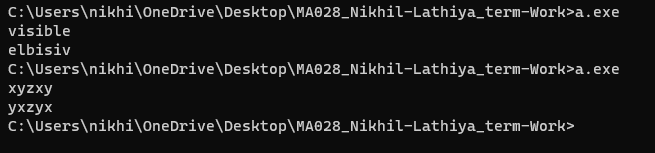 C:\Users\nikhi\OneDrive\Desktop\MA028_Nikhil-Lathiya_term-Work>a.exe
visible
elbisiv
C:\Users\nikhi\OneDrive\Desktop\MA028_Nikhil-Lathiya_term-Work>a.exe
xyzxy
yxzyx
C:\Users\nikhi\OneDrive\Desktop\MA028_Nikhil-Lathiya_term-Work>